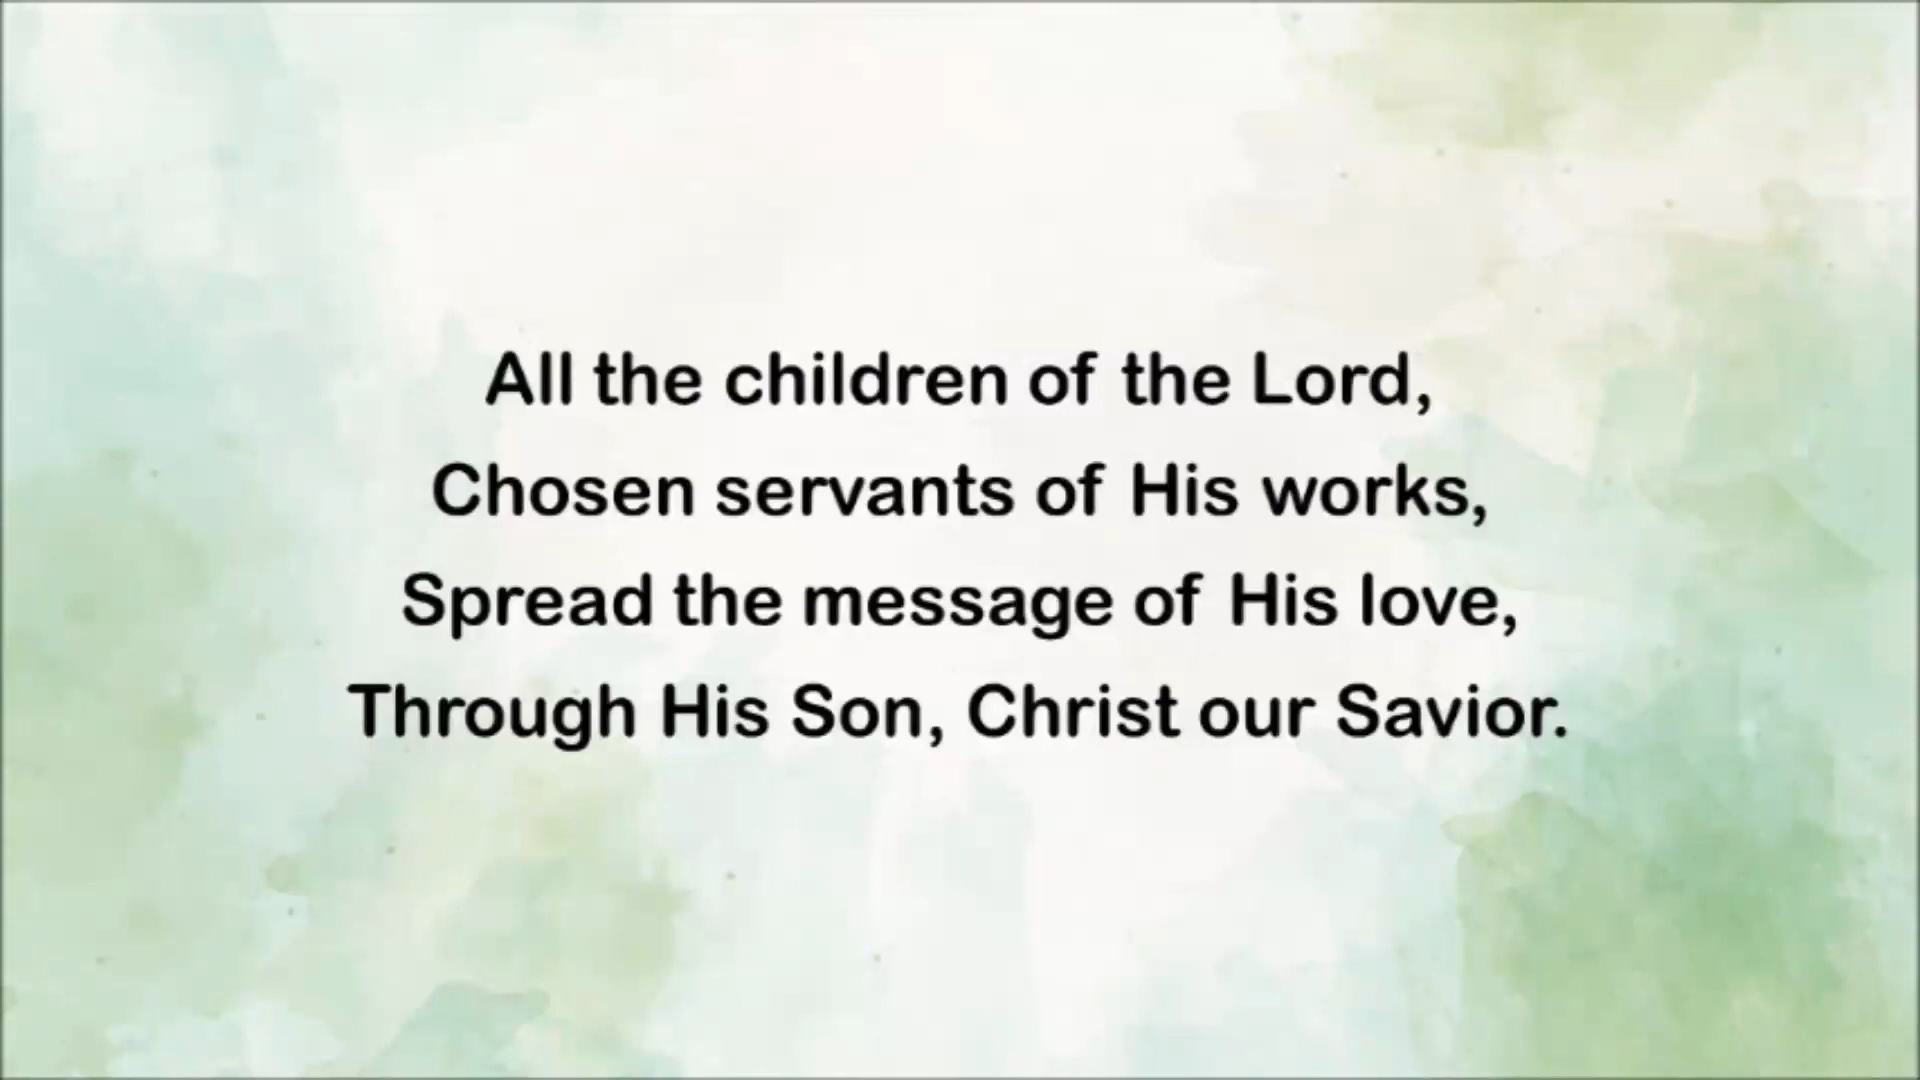 All the children of the Lord,
Chosen servants of His works,
Spread the message of His love,
Through His Son, Christ our Savior.